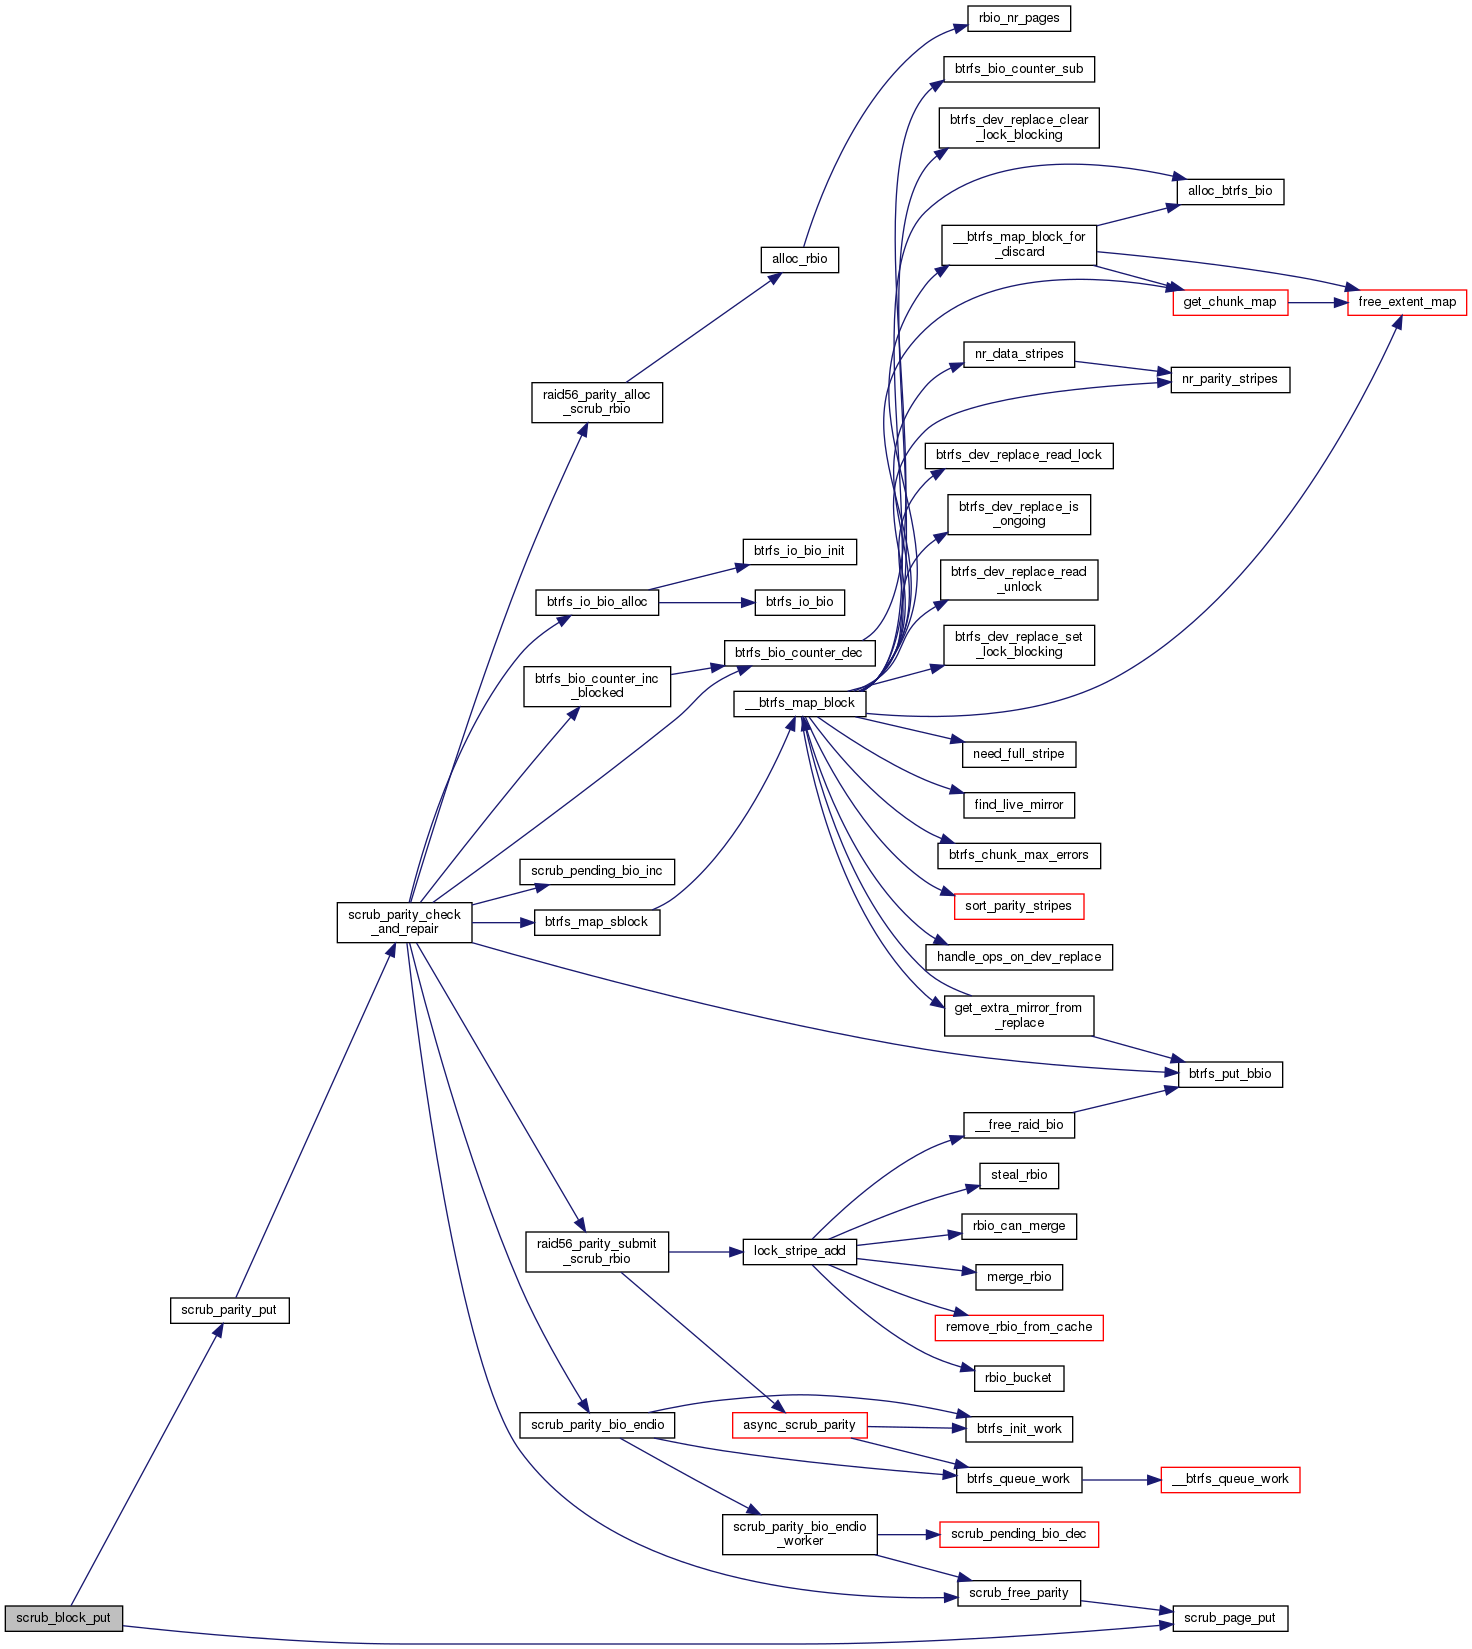 rbio_nr_pages
btrfs_bio_counter_sub
btrfs_dev_replace_clear
_lock_blocking
alloc_btrfs_bio
__btrfs_map_block_for
_discard
alloc_rbio
get_chunk_map
free_extent_map
nr_data_stripes
nr_parity_stripes
raid56_parity_alloc
_scrub_rbio
btrfs_dev_replace_read_lock
btrfs_dev_replace_is
_ongoing
btrfs_io_bio_init
btrfs_dev_replace_read
_unlock
btrfs_io_bio_alloc
btrfs_io_bio
btrfs_dev_replace_set
_lock_blocking
btrfs_bio_counter_dec
btrfs_bio_counter_inc
_blocked
__btrfs_map_block
need_full_stripe
find_live_mirror
btrfs_chunk_max_errors
scrub_pending_bio_inc
sort_parity_stripes
scrub_parity_check
_and_repair
btrfs_map_sblock
handle_ops_on_dev_replace
get_extra_mirror_from
_replace
btrfs_put_bbio
__free_raid_bio
steal_rbio
rbio_can_merge
raid56_parity_submit
_scrub_rbio
lock_stripe_add
merge_rbio
scrub_parity_put
remove_rbio_from_cache
rbio_bucket
scrub_parity_bio_endio
async_scrub_parity
btrfs_init_work
btrfs_queue_work
__btrfs_queue_work
scrub_parity_bio_endio
_worker
scrub_pending_bio_dec
scrub_free_parity
scrub_block_put
scrub_page_put